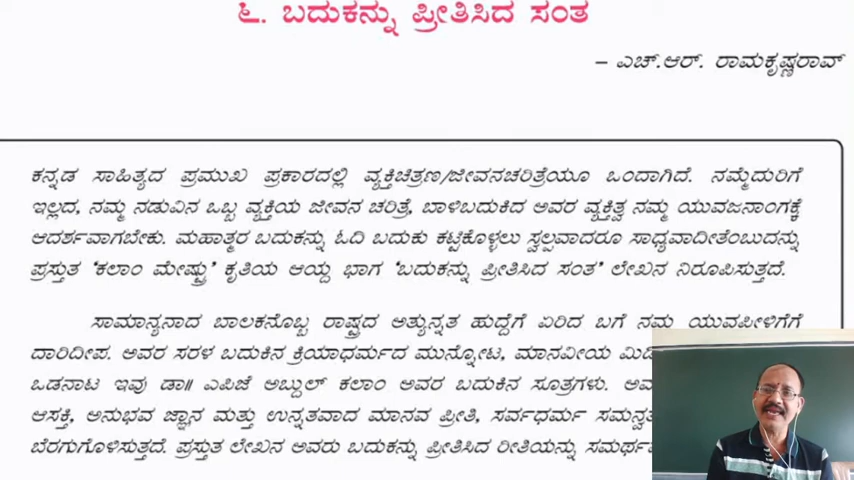 ೬. ಬದುಕನ್ನು ಪ್ರೀತಿಸಿದ ಸಂತ
– ಎಚ್.ಆರ್. ರಾಮಕೃಷ್ಣರಾವ್
ಕನ್ನಡ ಸಾಹಿತ್ಯದ ಪ್ರಮುಖ ಪ್ರಕಾರದಲ್ಲಿ ವ್ಯಕ್ತಿಚಿತ್ರಣ/ಜೀವನಚರಿತ್ರೆಯೂ ಒಂದಾಗಿದೆ. ನಮ್ಮೆದುರಿಗೆ
ಇಲ್ಲದ, ನಮ್ಮ ನಡುವಿನ ಒಬ್ಬ ವ್ಯಕ್ತಿಯ ಜೀವನ ಚರಿತ್ರೆ, ಬಾಳಿಬದುಕಿದ ಅವರ ವ್ಯಕ್ತಿತ್ವ ನಮ್ಮ ಯುವಜನಾಂಗಕ್ಕೆ
ಆದರ್ಶವಾಗಬೇಕು. ಮಹಾತ್ಮರ ಬದುಕನ್ನು ಓದಿ ಬದುಕು ಕಟ್ಟಿಕೊಳ್ಳಲು ಸ್ವಲ್ಪವಾದರೂ ಸಾಧ್ಯವಾದೀತೆಂಬುದನ್ನು
ಪ್ರಸ್ತುತ ‘ಕಲಾಂ ಮೇಷ್ಟ್ರು’ ಕೃತಿಯ ಆಯ್ದ ಭಾಗ ‘ಬದುಕನ್ನು ಪ್ರೀತಿಸಿದ ಸಂತ’ ಲೇಖನ ನಿರೂಪಿಸುತ್ತದೆ.
ಸಾಮಾನ್ಯನಾದ ಬಾಲಕನೊಬ್ಬ ರಾಷ್ಟ್ರದ ಅತ್ಯುನ್ನತ ಹುದ್ದೆಗೆ ಏರಿದ ಬಗೆ ನಮ್ಮ ಯುವಪೀಳಿಗೆಗೆ
ದಾರಿದೀಪ. ಅವರ ಸರಳ ಬದುಕಿನ ಕ್ರಿಯಾಧರ್ಮದ ಮುನ್ನೋಟ, ಮಾನವೀಯ
ಒಡನಾಟ ಇವು ಡಾ|| ಎಪಿಜೆ ಅಬ್ದುಲ್ ಕಲಾಂ ಅವರ ಬದುಕಿನ ಸೂತ್ರಗಳು.
ಆಸಕ್ತಿ, ಅನುಭವ ಜ್ಞಾನ ಮತ್ತು ಉನ್ನತವಾದ ಮಾನವ ಪ್ರೀತಿ, ಸರ್ವಧರ್ಮ
ಬೆರಗುಗೊಳಿಸುತ್ತದೆ. ಪ್ರಸ್ತುತ ಲೇಖನ ಅವರು ಬದುಕನ್ನು ಪ್ರೀತಿಸಿದ ರೀತಿಯನ್ನು